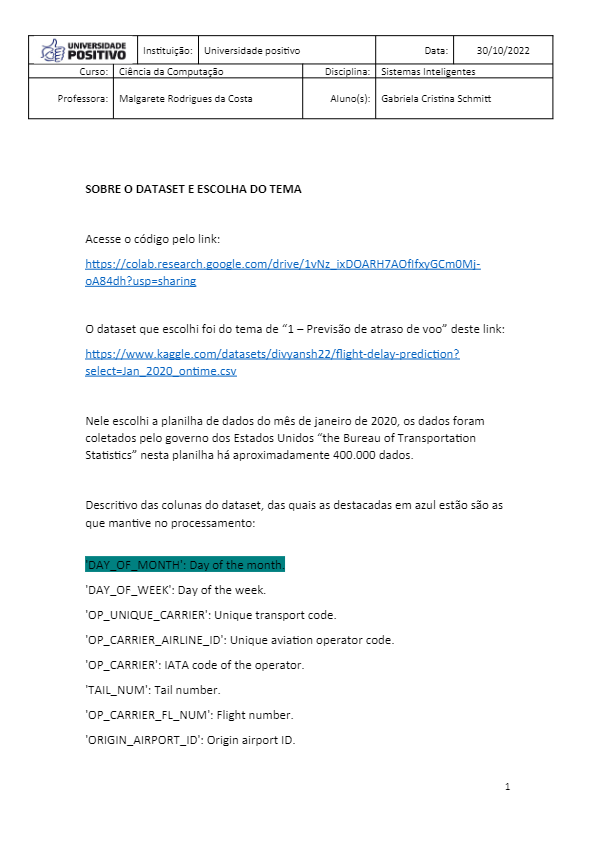 UNIVERSIDADE
POSITIVO
Instituição: Universidade positivo Data: 30/10/2022
Curso: Ciência da Computação Disciplina: Sistemas Inteligentes
Professora: Malgarete Rodrigues da Costa Aluno(s): Gabriela Cristina Schmitt
SOBRE O DATASET E ESCOLHA DO TEMA
Acesse o código pelo link:
https://colab.research.google.com/drive/1vNz_ixDOARH7AOflfxyGCm0Mj-
oA84dh?usp=sharing
O dataset que escolhi foi do tema de “1 – Previsão de atraso de voo” deste link:
https://www.kaggle.com/datasets/divyansh22/flight-delay-prediction?
select=Jan_2020_ontime.csv
Nele escolhi a planilha de dados do mês de janeiro de 2020, os dados foram
coletados pelo governo dos Estados Unidos “the Bureau of Transportation
Statistics” nesta planilha há aproximadamente 400.000 dados.
Descritivo das colunas do dataset, das quais as destacadas em azul estão são as
que mantive no processamento:
'DAY_OF_MONTH': Day of the month.
'DAY_OF_WEEK': Day of the week.
'OP_UNIQUE_CARRIER': Unique transport code.
'OP_CARRIER_AIRLINE_ID': Unique aviation operator code.
'OP_CARRIER': IATA code of the operator.
'TAIL_NUM': Tail number.
'OP_CARRIER_FL_NUM': Flight number.
'ORIGIN_AIRPORT_ID': Origin airport ID.
1